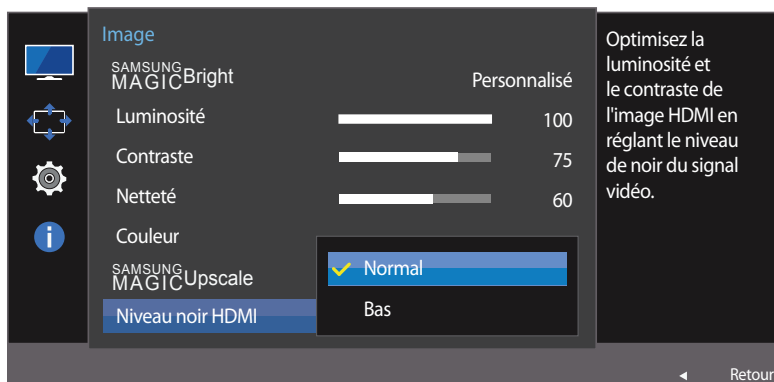 Image
SAMSUNG
MAGICBright Personnalisé
Luminosité 100
Contraste 75
Netteté 60
Couleur
SAMSUNG
MAGICUpscale
Niveau noir HDMI
Normal
Bas
Optimisez la
luminosité et
le contraste de
l'image HDMI en
réglant le niveau
de noir du signal
vidéo.
i
Retour